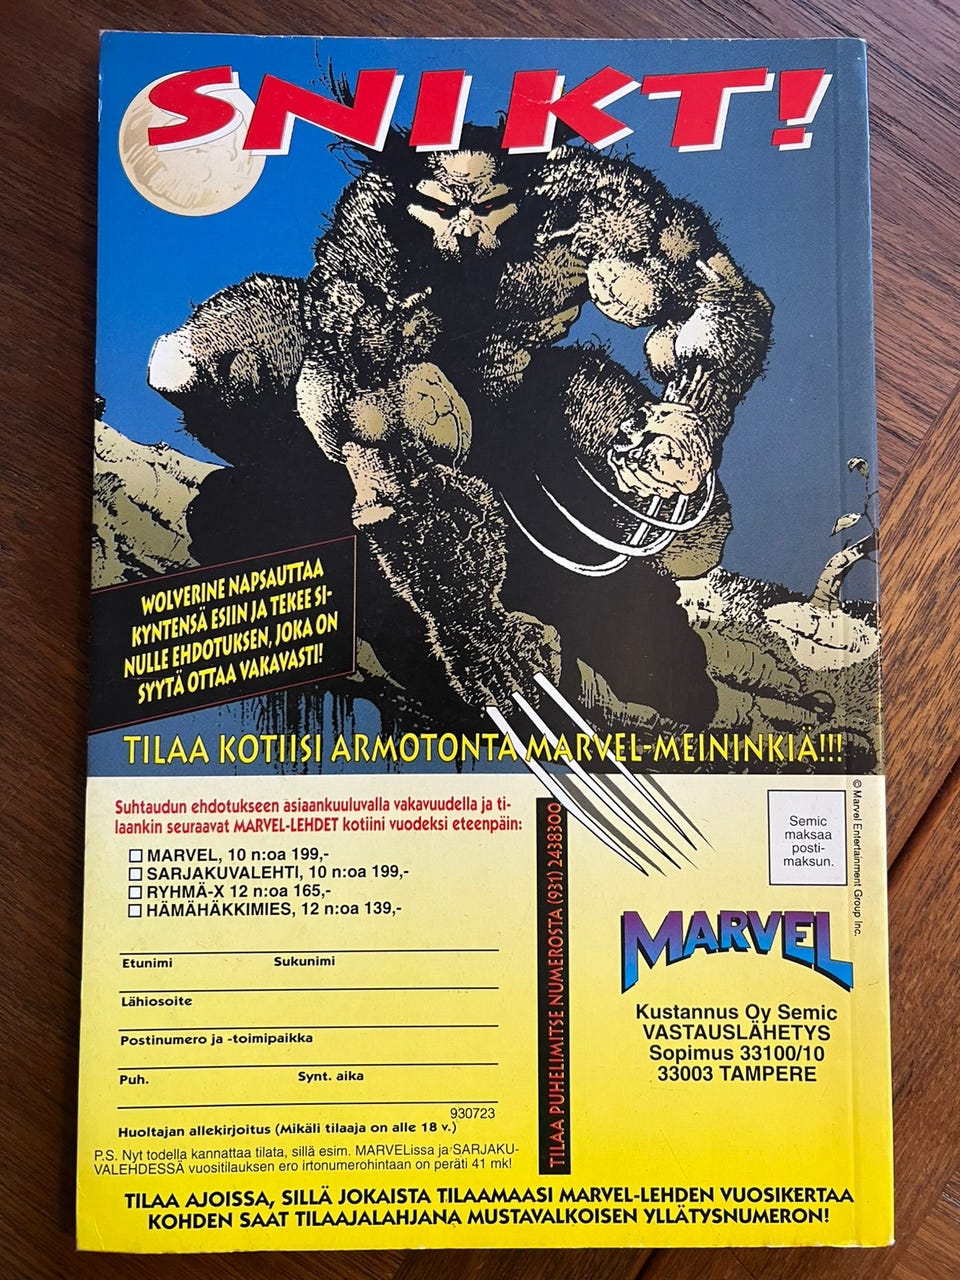 SNIKT!
WOLVERINE NAPSAUTTAA
KYNTENSÄ ESIIN JA TEKEE SI-
NULLE EHDOTUKSEN, JOKA ON
SYYTÄ OTTAA VAKAVASTI!
TILAA KOTIISI ARMOTONTA MARVEL-MEININKIÄ!!!
Suhtaudun ehdotukseen asiaankuuluvalla vakavuudella ja ti-
laankin seuraavat MARVEL-LEHDET kotiini vuodeksi eteenpäin:
MARVEL, 10 n:oa 199,-
SARJAKUVALEHTI, 10 n:oa 199,-
RYHMÄ-X 12 n:oa 165,-
HÄMÄHÄKKIMIES, 12 n:oa 139,-
Etunimi Sukunimi
Lähiosoite
Postinumero ja -toimipaikka
Puh. Synt. aika
930723
Huoltajan allekirjoitus (Mikäli tilaaja on alle 18 v.)
P.S. Nyt todella kannattaa tilata, sillä esim. MARVELissa ja SARJAKU-
VALEHDESSÄ vuositilauksen ero irtonumerohintaan on peräti 41 mk!
TILAA PUHELIMITSE NUMEROSTA (931) 2438300
Semic
maksaa
posti-
maksun.
© Marvel Entertainment Group Inc.
MARVEL
Kustannus Oy Semic
VASTAUSLÄHETYS
Sopimus 33100/10
33003 TAMPERE
TILAA AJOISSA, SILLÄ JOKAISTA TILAAMAASI MARVEL-LEHDEN VUOSIKERTAA
KOHDEN SAAT TILAAJALAHJANA MUSTAVALKOISEN YLLÄTYSNUMERON!